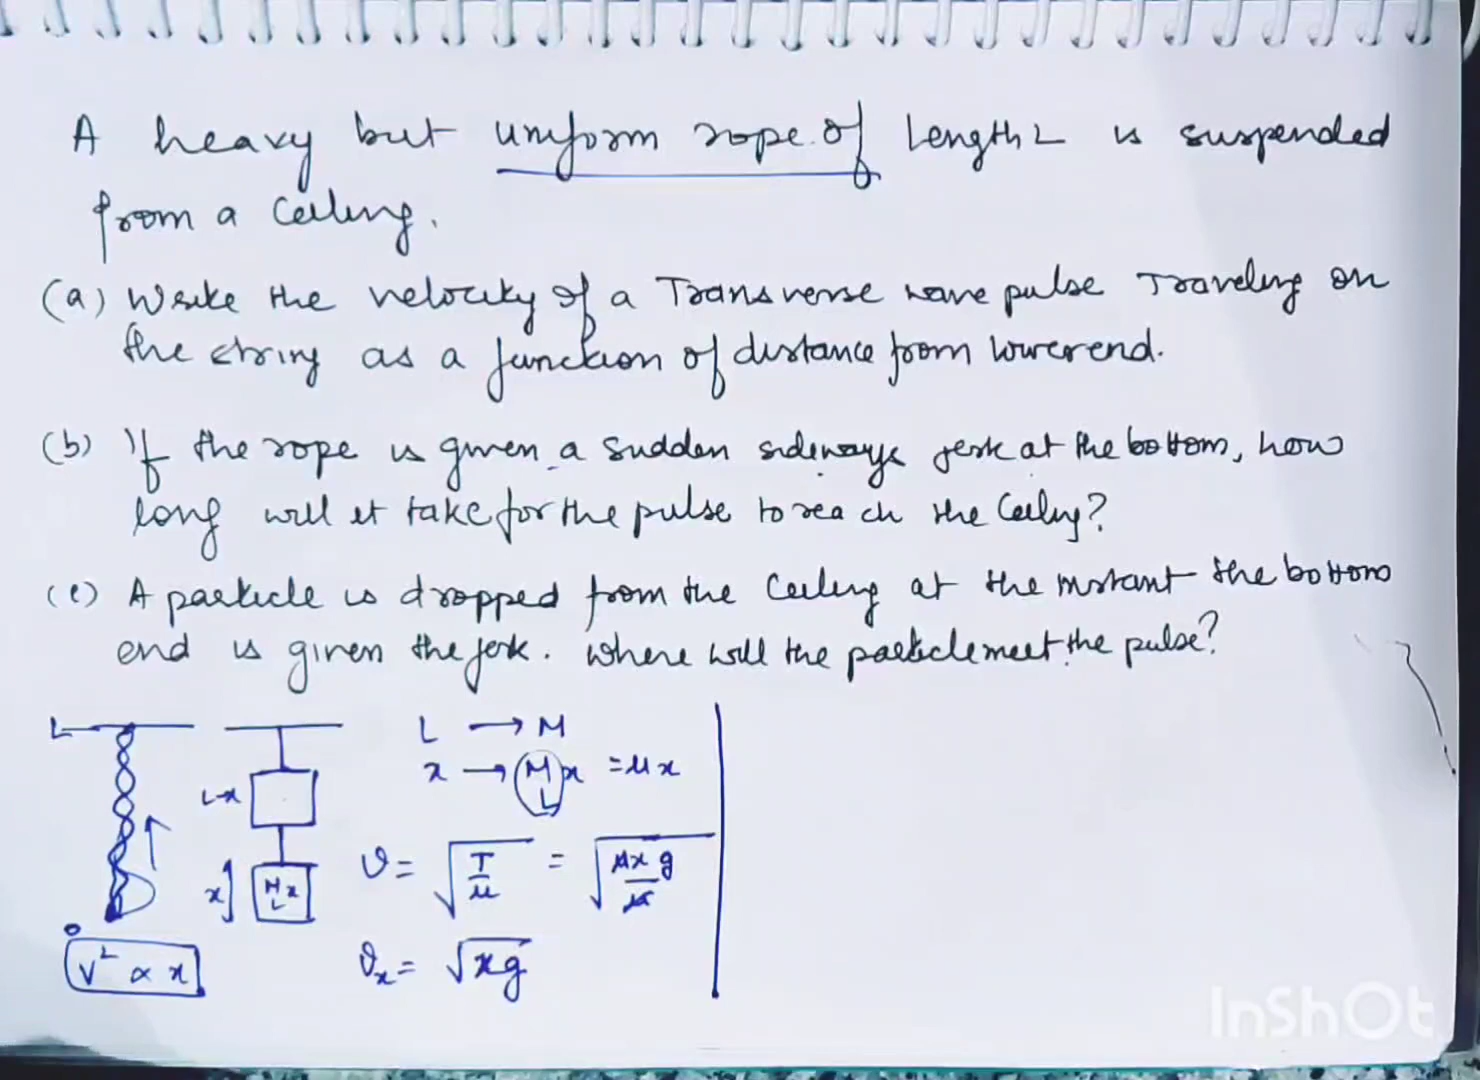 A heavy but uniform rope of Length L is suspended
from a Ceiling.
(a) Write the velocity of a Transverse wave pulse Traveling on
the string as a function of distance from lower end.
(b) If the rope is given a sudden sideways jerk at the bottom, how
long will it take for the pulse to reach the Ceiling?
(c) A particle is dropped from the Ceiling at the instant the bottom
end is given the jerk. Where will the particle meet the pulse?
L
L → M
x → (M/L)x = μx
L-x
v = √(T/μ) = √(μxg/μ)
x] M/L x
V² ∝ x
v_x = √xg
InShOt